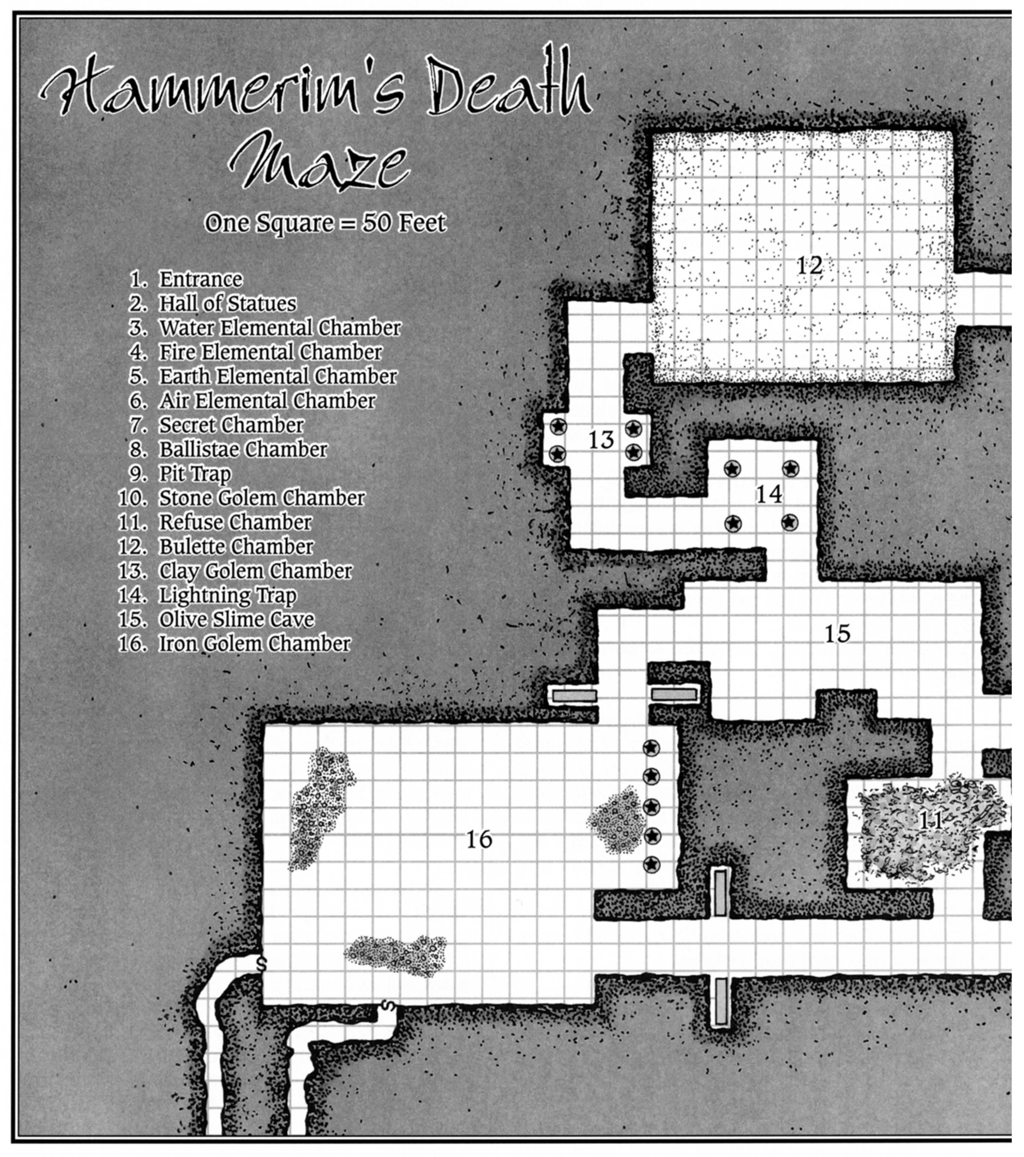 Hammerim's Death
Maze
One Square = 50 Feet
1. Entrance
2. Hall of Statues
3. Water Elemental Chamber
4. Fire Elemental Chamber
5. Earth Elemental Chamber
6. Air Elemental Chamber
7. Secret Chamber
8. Ballistae Chamber
9. Pit Trap
10. Stone Golem Chamber
11. Refuse Chamber
12. Bulette Chamber
13. Clay Golem Chamber
14. Lightning Trap
15. Olive Slime Cave
16. Iron Golem Chamber
12
13
14
15
11
16
S
S